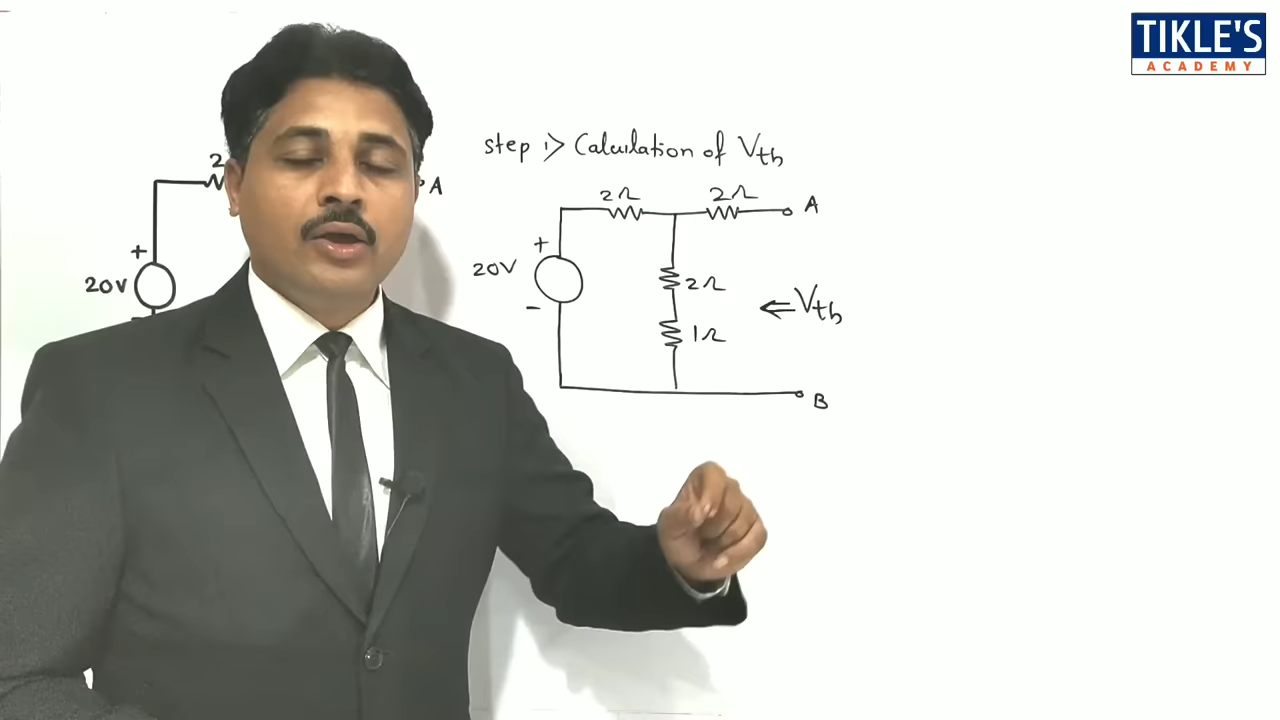 TIKLE'S
ACADEMY
step 1> Calculation of Vth
2
A
+
20V
-
2Ω
2Ω
A
+
20V
-
2Ω
1Ω
⇐Vth
B